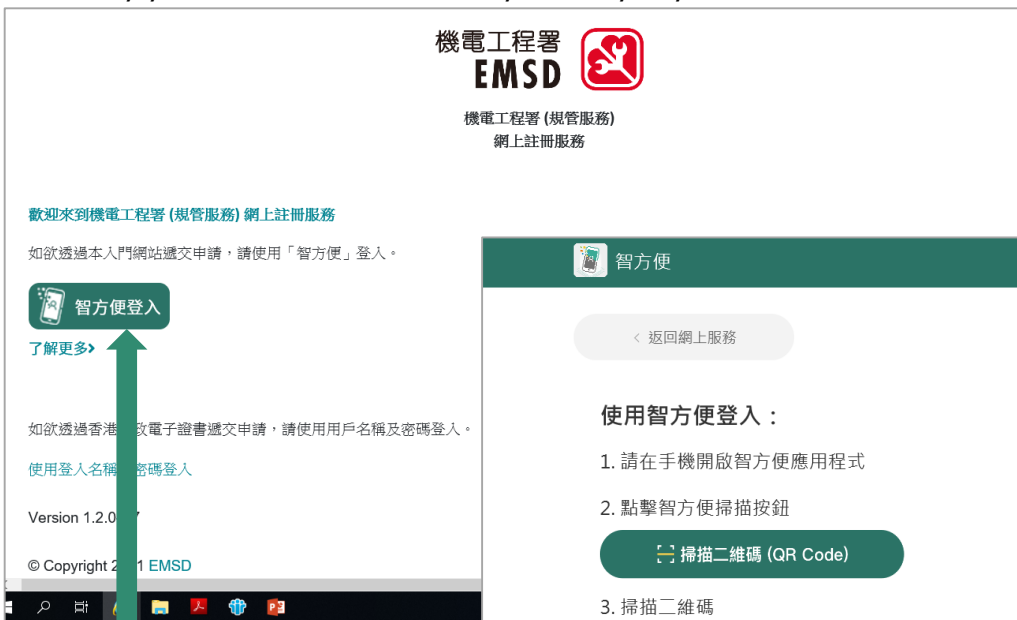 機電工程署
EMSD
機電工程署 (規管服務)
網上註冊服務
歡迎來到機電工程署 (規管服務) 網上註冊服務
如欲透過本入門網站遞交申請，請使用「智方便」登入。
智方便登入
了解更多›
如欲透過香港 政電子證書遞交申請，請使用用戶名稱及密碼登入。
使用登入名稱 密碼登入
Version 1.2.0
© Copyright 2 1 EMSD
智方便
‹ 返回網上服務
使用智方便登入：
1. 請在手機開啟智方便應用程式
2. 點擊智方便掃描按鈕
掃描二維碼 (QR Code)
3. 掃描二維碼